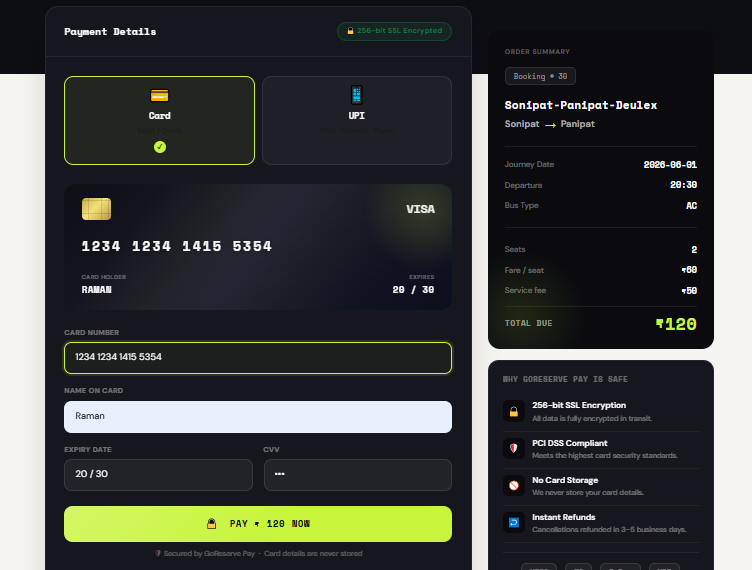 Payment Details
256-bit SSL Encrypted
Card
UPI
VISA
1234 1234 1415 5354
CARD HOLDER
EXPIRES
RAMAN
20 / 30
CARD NUMBER
1234 1234 1415 5354
NAME ON CARD
Raman
EXPIRY DATE
CVV
20 / 30
•••
PAY ₹ 120 NOW
Secured by GoReserve Pay · Card details are never stored
ORDER SUMMARY
Booking # 30
Sonipat-Panipat-Deulex
Sonipat → Panipat
Journey Date
2026-06-01
Departure
20:30
Bus Type
AC
Seats
2
Fare / seat
₹60
Service fee
₹50
TOTAL DUE
₹120
WHY GORESERVE PAY IS SAFE
256-bit SSL Encryption
All data is fully encrypted in transit.
PCI DSS Compliant
Meets the highest card security standards.
No Card Storage
We never store your card details.
Instant Refunds
Cancellations refunded in 3–5 business days.